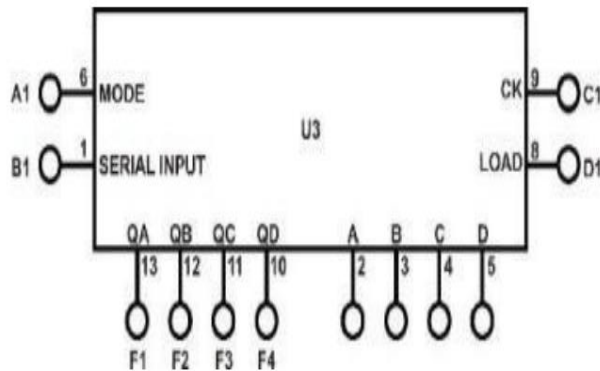 6 9
A1 MODE CK C1
U3
1 8
B1 SERIAL INPUT LOAD D1
QA QB QC QD A B C D
13 12 11 10 2 3 4 5
F1 F2 F3 F4